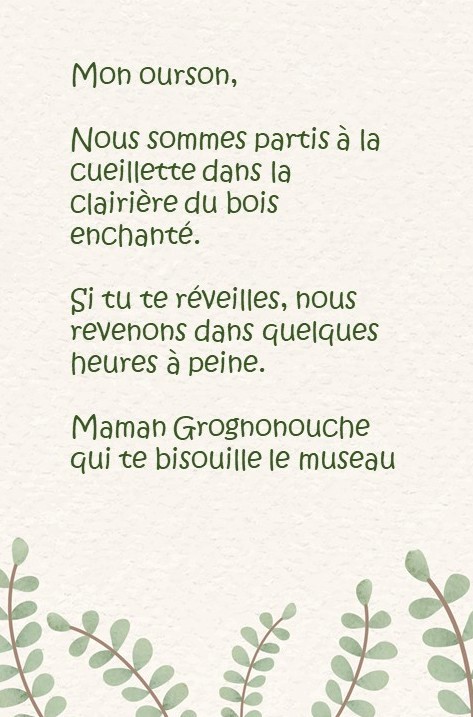 Mon ourson,
Nous sommes partis à la
cueillette dans la
clairière du bois
enchanté.
Si tu te réveilles, nous
revenons dans quelques
heures à peine.
Maman Grognonouche
qui te bisouille le museau